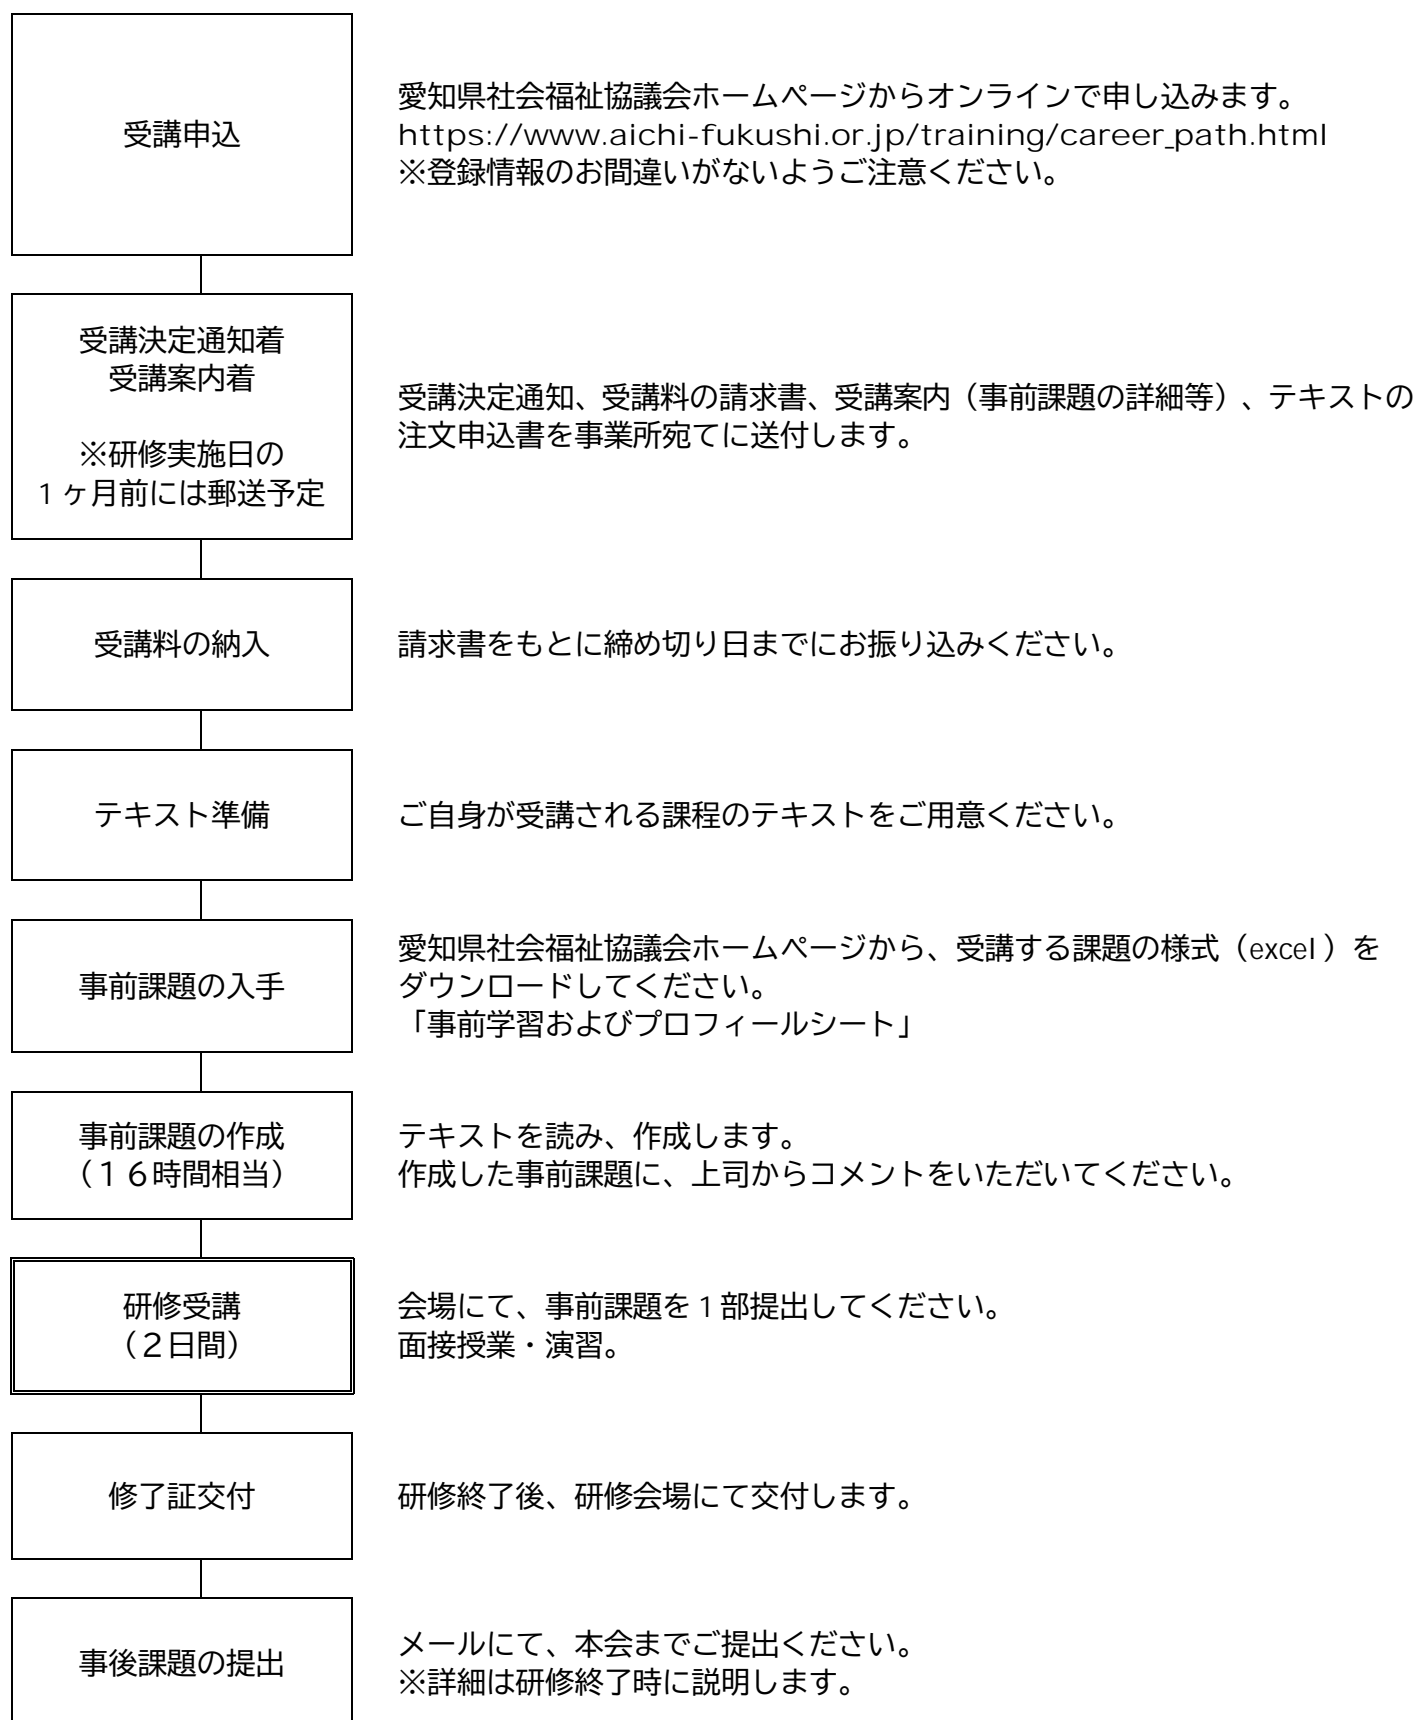 受講申込
愛知県社会福祉協議会ホームページからオンラインで申し込みます。
https://www.aichi-fukushi.or.jp/training/career_path.html
※登録情報のお間違いがないようご注意ください。
受講決定通知着
受講案内着
※研修実施日の
1ヶ月前には郵送予定
受講決定通知、受講料の請求書、受講案内（事前課題の詳細等）、テキストの
注文申込書を事業所宛てに送付します。
受講料の納入
請求書をもとに締め切り日までにお振り込みください。
テキスト準備
ご自身が受講される課程のテキストをご用意ください。
事前課題の入手
愛知県社会福祉協議会ホームページから、受講する課題の様式（excel）を
ダウンロードしてください。
「事前学習およびプロフィールシート」
事前課題の作成
（１６時間相当）
テキストを読み、作成します。
作成した事前課題に、上司からコメントをいただいてください。
研修受講
（２日間）
会場にて、事前課題を1部提出してください。
面接授業・演習。
修了証交付
研修終了後、研修会場にて交付します。
事後課題の提出
メールにて、本会までご提出ください。
※詳細は研修終了時に説明します。